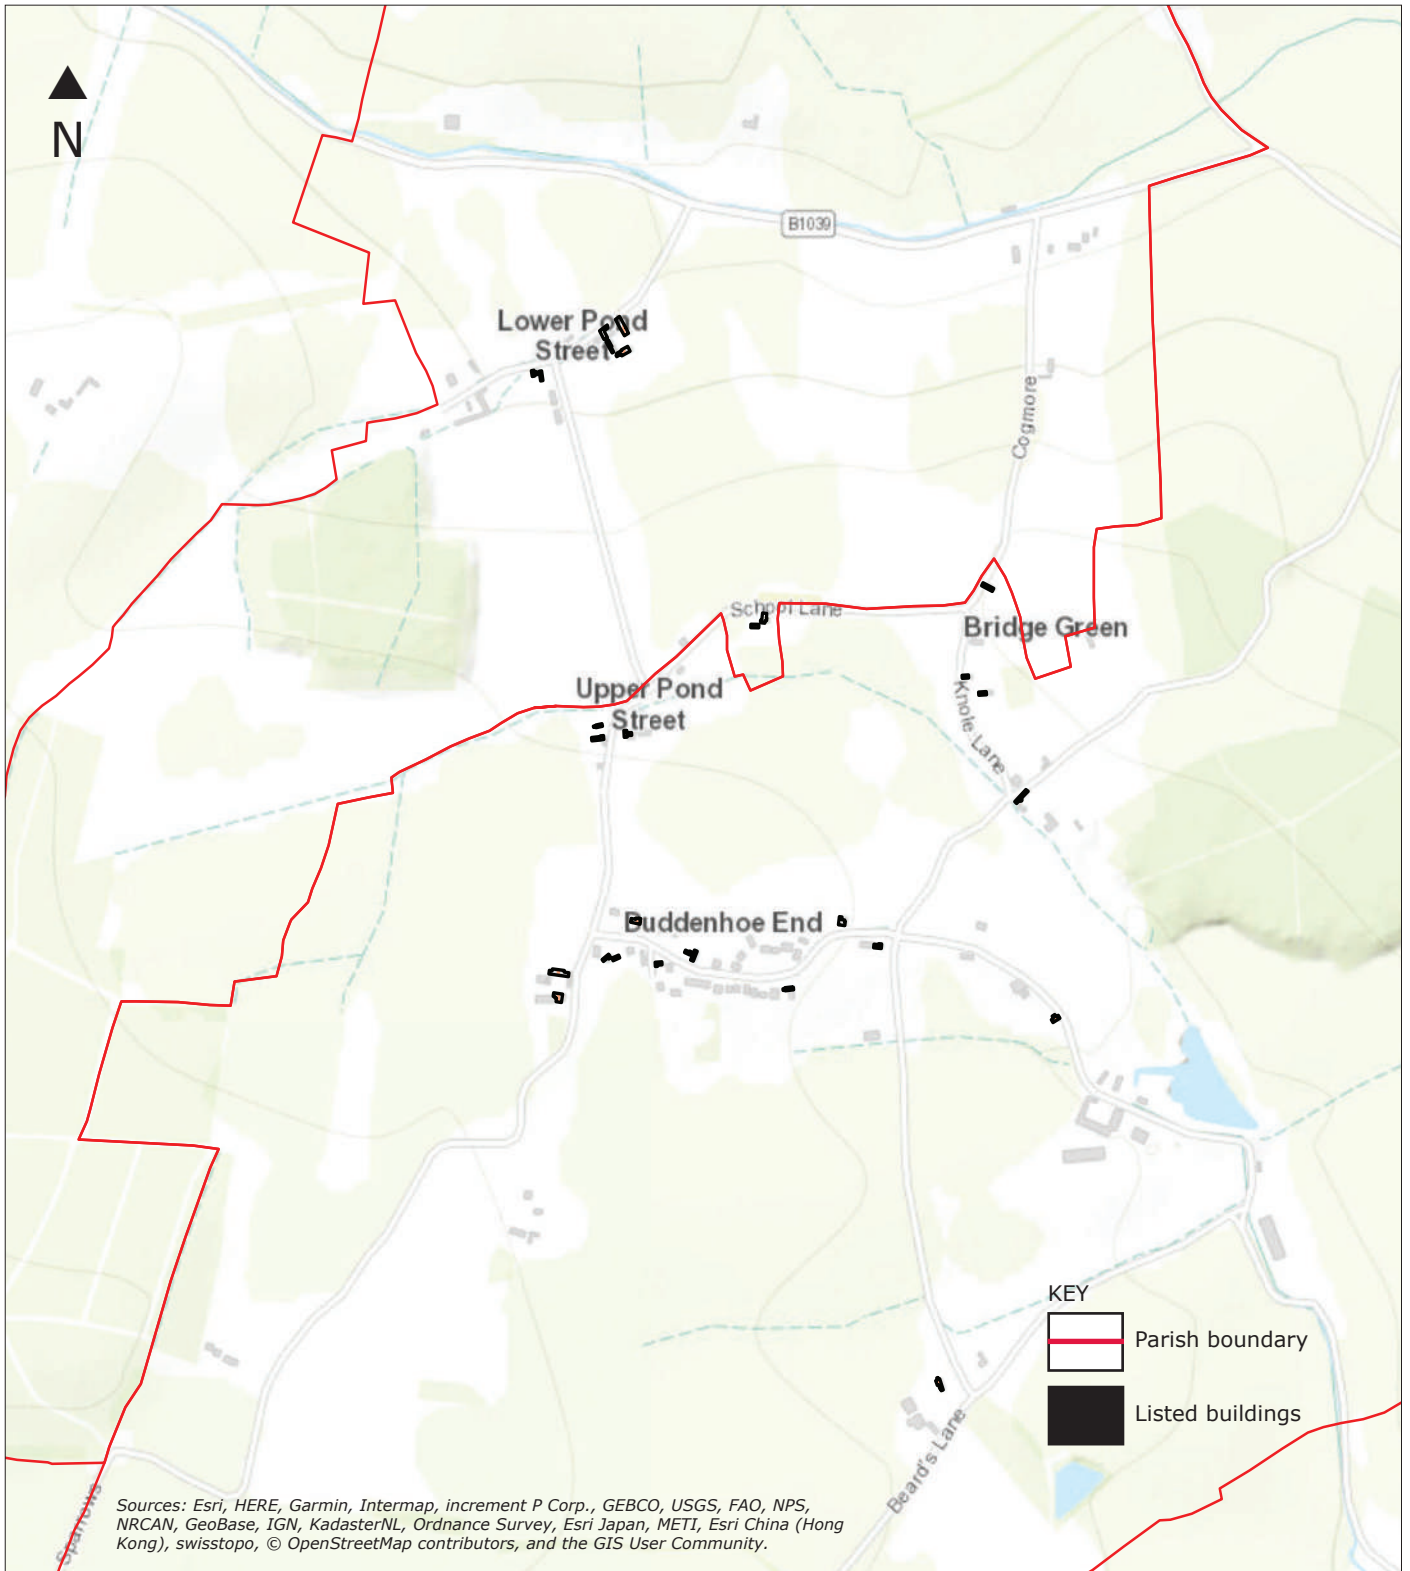 N
B1039
Lower Pond
Street
Cogmore
School Lane
Bridge Green
Upper Pond
Street
Knole Lane
Duddenhoe End
KEY
Parish boundary
Listed buildings
Beard's Lane
Sparrows
Sources: Esri, HERE, Garmin, Intermap, increment P Corp., GEBCO, USGS, FAO, NPS,
NRCAN, GeoBase, IGN, KadasterNL, Ordnance Survey, Esri Japan, METI, Esri China (Hong
Kong), swisstopo, © OpenStreetMap contributors, and the GIS User Community.